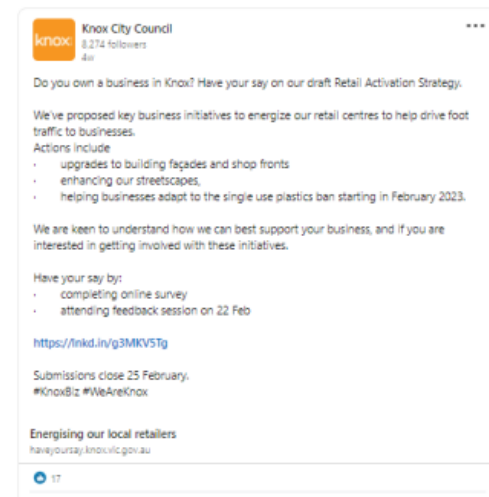 knox
Knox City Council
8,274 followers
4w
Do you own a business in Knox? Have your say on our draft Retail Activation Strategy.
We've proposed key business initiatives to energize our retail centres to help drive foot
traffic to businesses.
Actions include
· upgrades to building façades and shop fronts
· enhancing our streetscapes,
· helping businesses adapt to the single use plastics ban starting in February 2023.
We are keen to understand how we can best support your business, and if you are
interested in getting involved with these initiatives.
Have your say by:
· completing online survey
· attending feedback session on 22 Feb
https://lnkd.in/g3MKV5Tg
Submissions close 25 February.
#KnoxBiz #WeAreKnox
Energising our local retailers
haveyoursay.knox.vic.gov.au
17